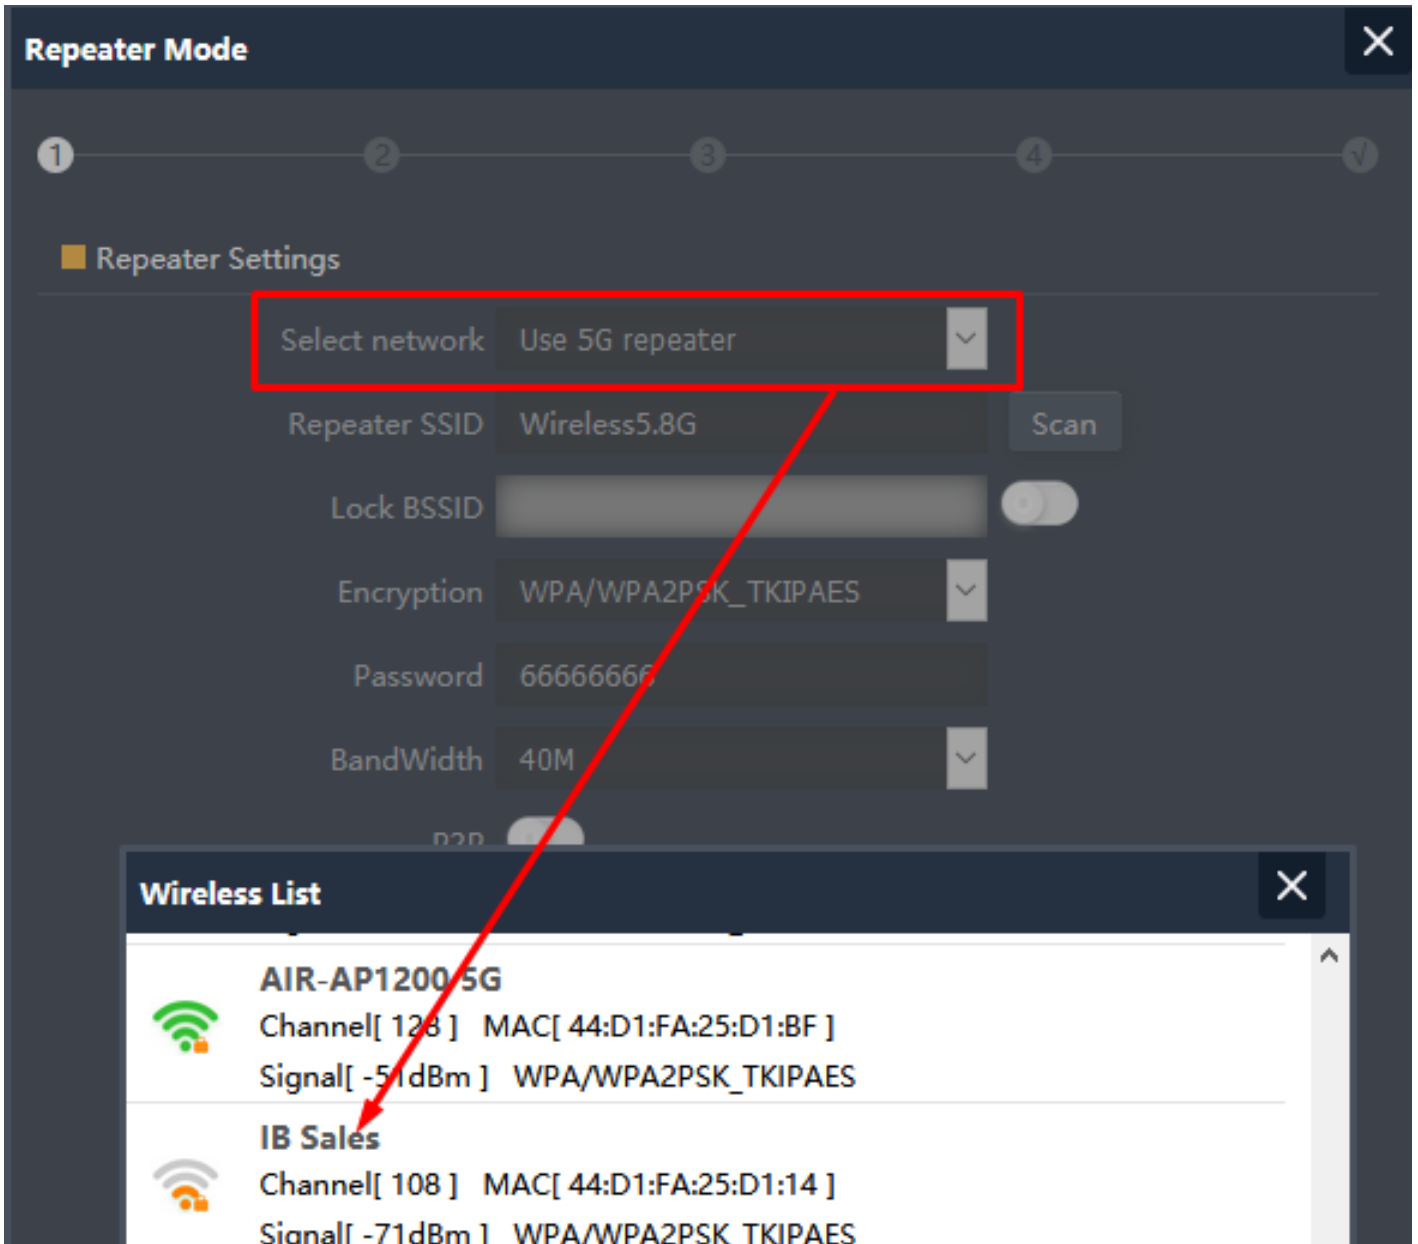 Repeater Mode
1 2 3 4 √
Repeater Settings
Select network Use 5G repeater
Repeater SSID Wireless5.8G Scan
Lock BSSID
Encryption WPA/WPA2PSK_TKIPAES
Password 66666666
BandWidth 40M
P2P
Wireless List
AIR-AP1200-5G
Channel[ 128 ] MAC[ 44:D1:FA:25:D1:BF ]
Signal[ -51dBm ] WPA/WPA2PSK_TKIPAES
IB Sales
Channel[ 108 ] MAC[ 44:D1:FA:25:D1:14 ]
Signal[ -71dBm ] WPA/WPA2PSK_TKIPAES